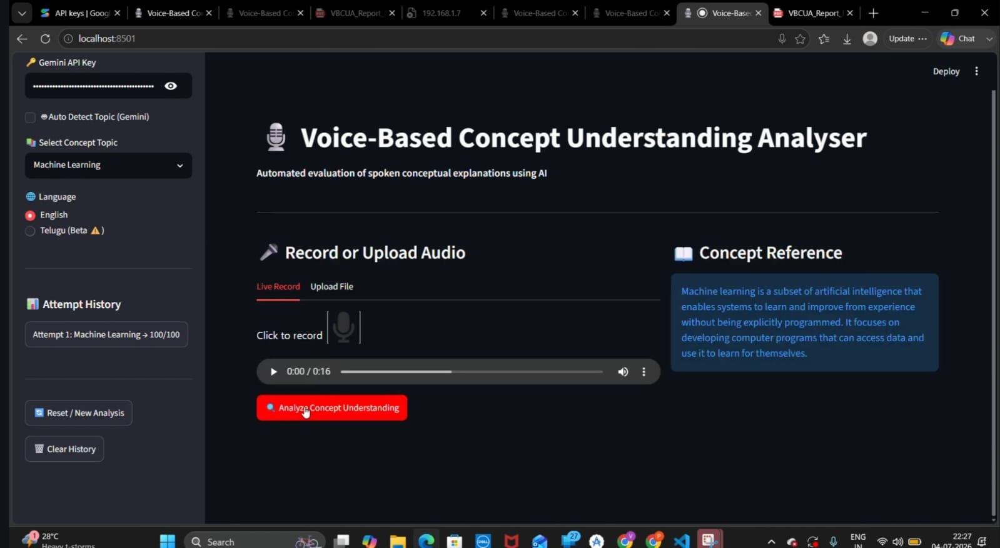 API keys | Goog
Voice-Based Co
Voice-Based Co
VBCUA_Report_
192.168.1.7
Voice-Based Co
Voice-Based Co
Voice-Base
VBCUA_Report_
localhost:8501
Update
Chat
Gemini API Key
Auto Detect Topic (Gemini)
Select Concept Topic
Machine Learning
Language
English
Telugu (Beta ⚠️)
Attempt History
Attempt 1: Machine Learning → 100/100
Reset / New Analysis
Clear History
Deploy
Voice-Based Concept Understanding Analyser
Automated evaluation of spoken conceptual explanations using AI
Record or Upload Audio
Live Record
Upload File
Click to record
0:00 / 0:16
Analyze Concept Understanding
Concept Reference
Machine learning is a subset of artificial intelligence that
enables systems to learn and improve from experience
without being explicitly programmed. It focuses on
developing computer programs that can access data and
use it to learn for themselves.
1
28°C
Heavy t-storms
Search
DELL
27
V
P
ENG
IN
22:27
04-07-2026